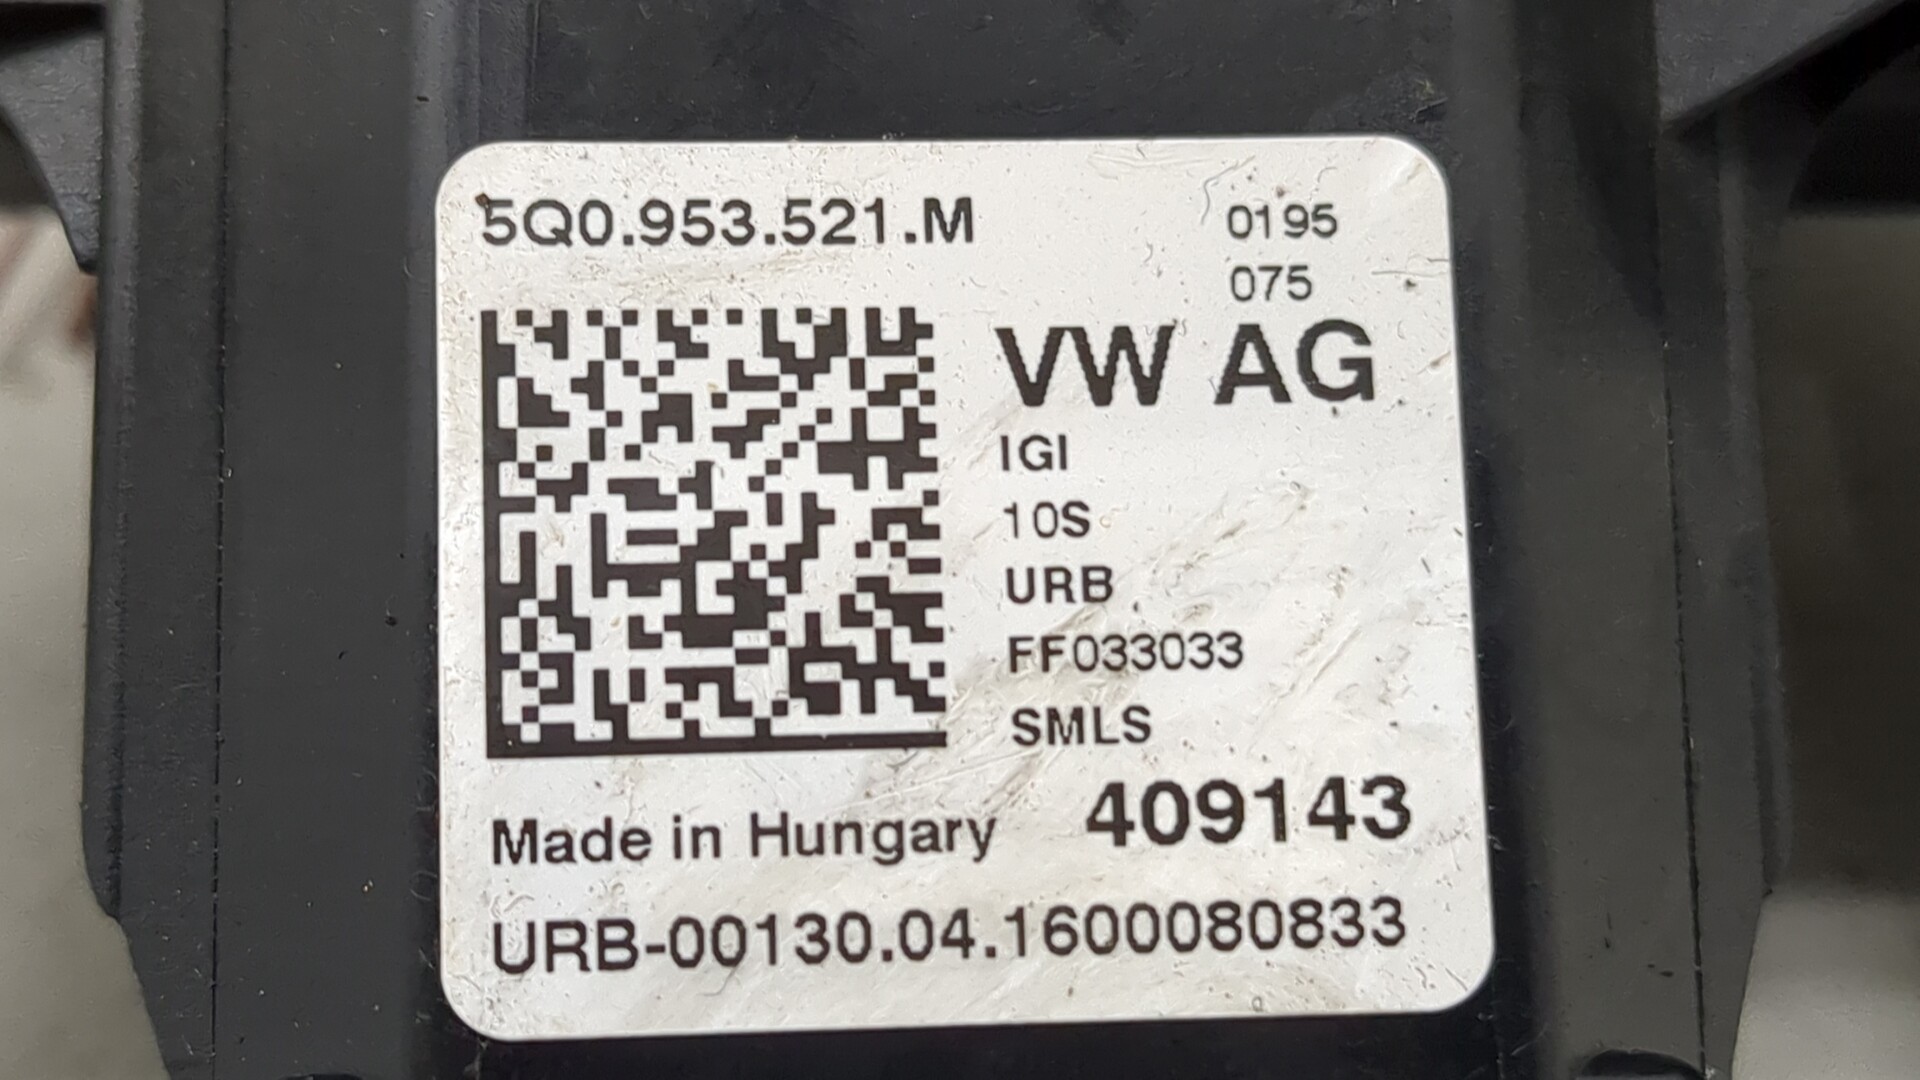 5Q0.953.521.M
0195
075
VW AG
IGI
10S
URB
FF033033
SMLS
409143
Made in Hungary
URB-00130.04.1600080833